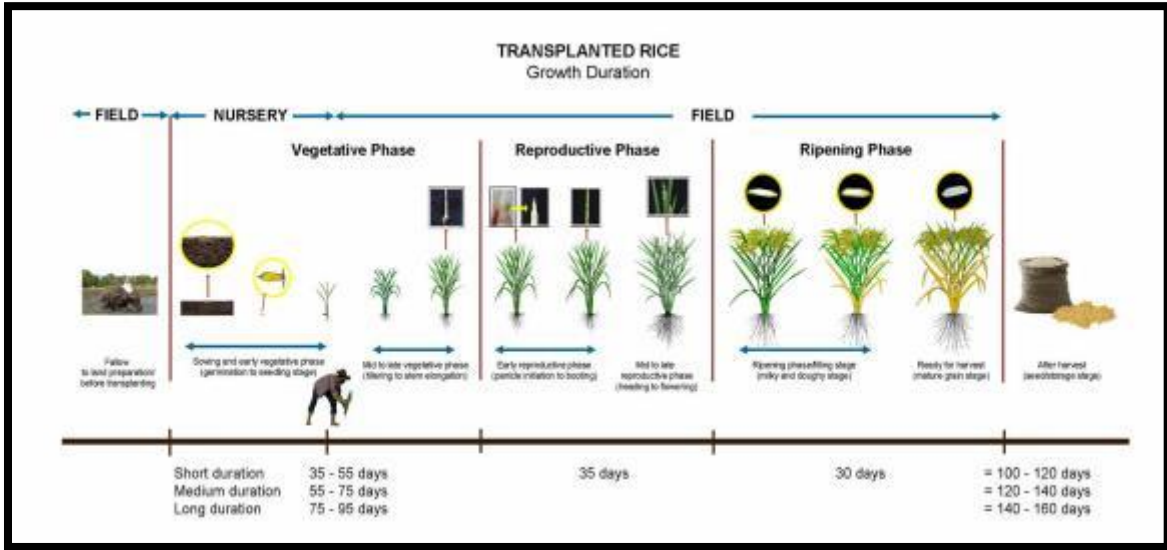 TRANSPLANTED RICE
Growth Duration
FIELD
NURSERY
FIELD
Vegetative Phase
Reproductive Phase
Ripening Phase
Fallow
to land preparation/
before transplanting
Sowing and early vegetative phase
(germination to seedling stage)
Mid to late vegetative phase
(tillering to stem elongation)
Early reproductive phase
(panicle initiation to booting)
Mid to late
reproductive phase
(heading to flowering)
Ripening phase/filling stage
(milky and doughy stage)
Ready for harvest
(mature grain stage)
After harvest
(seed/storage stage)
Short duration 35 - 55 days 35 days 30 days = 100 - 120 days
Medium duration 55 - 75 days = 120 - 140 days
Long duration 75 - 95 days = 140 - 160 days